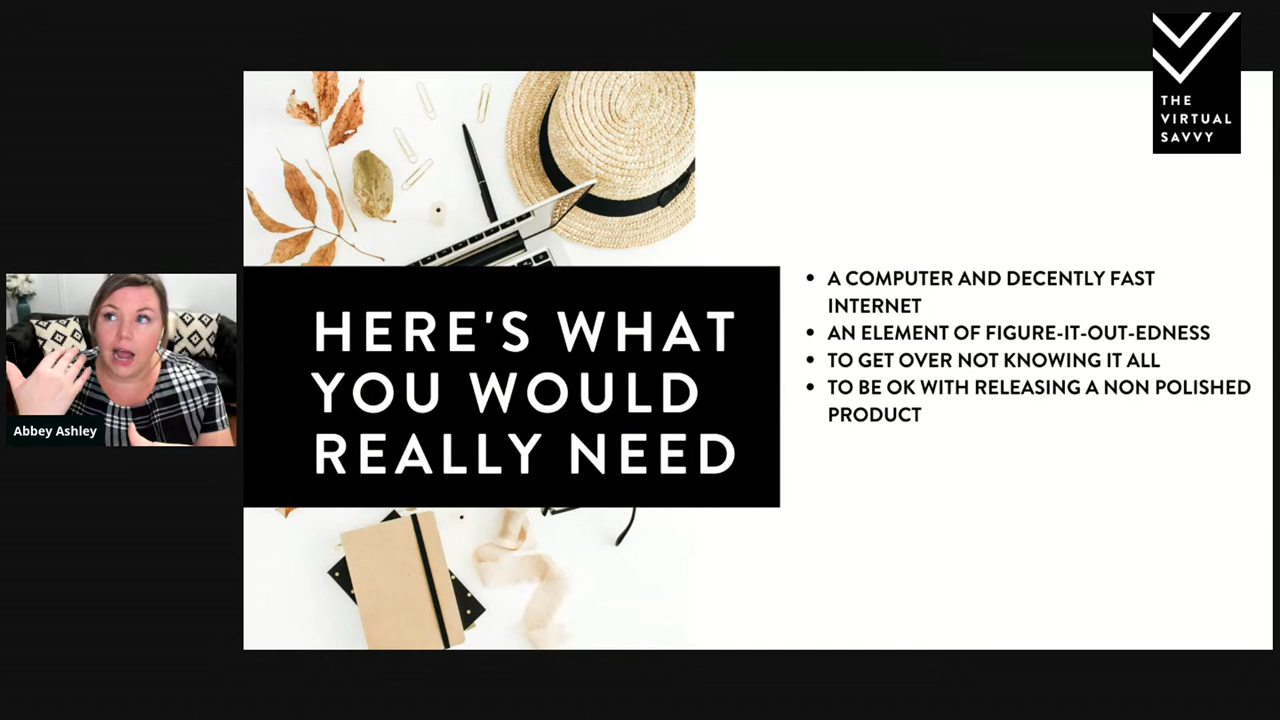 THE
VIRTUAL
SAVVY
HERE'S WHAT
YOU WOULD
REALLY NEED
• A COMPUTER AND DECENTLY FAST
INTERNET
• AN ELEMENT OF FIGURE-IT-OUT-EDNESS
• TO GET OVER NOT KNOWING IT ALL
• TO BE OK WITH RELEASING A NON POLISHED
PRODUCT
Abbey Ashley